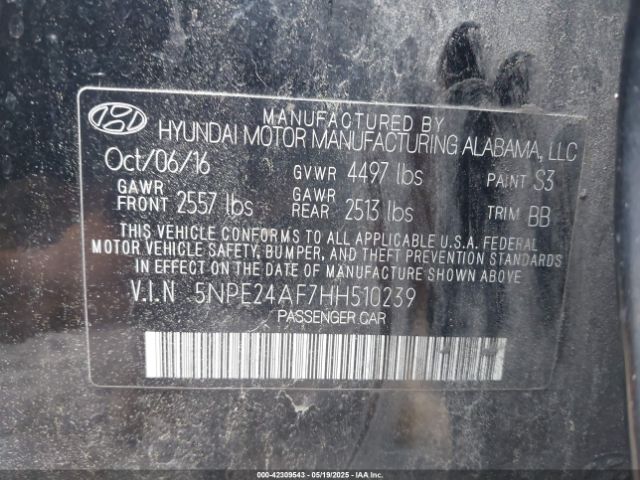 MANUFACTURED BY
HYUNDAI MOTOR MANUFACTURING ALABAMA, LLC
Oct/06/16 GVWR 4497 lbs PAINT S3
GAWR FRONT 2557 lbs GAWR REAR 2513 lbs TRIM BB
THIS VEHICLE CONFORMS TO ALL APPLICABLE U.S.A. FEDERAL
MOTOR VEHICLE SAFETY, BUMPER, AND THEFT PREVENTION STANDARDS
IN EFFECT ON THE DATE OF MANUFACTURE SHOWN ABOVE.
V.I.N 5NPE24AF7HH510239
PASSENGER CAR
000-42309543 - 05/19/2025 - IAA, Inc.